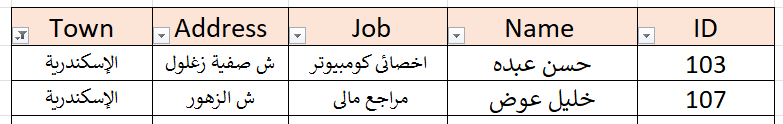 Town Address Job Name ID
الإسكندرية ش صفية زغلول اخصائى كومبيوتر حسن عبده 103
الإسكندرية ش الزهور مراجع مالى خليل عوض 107